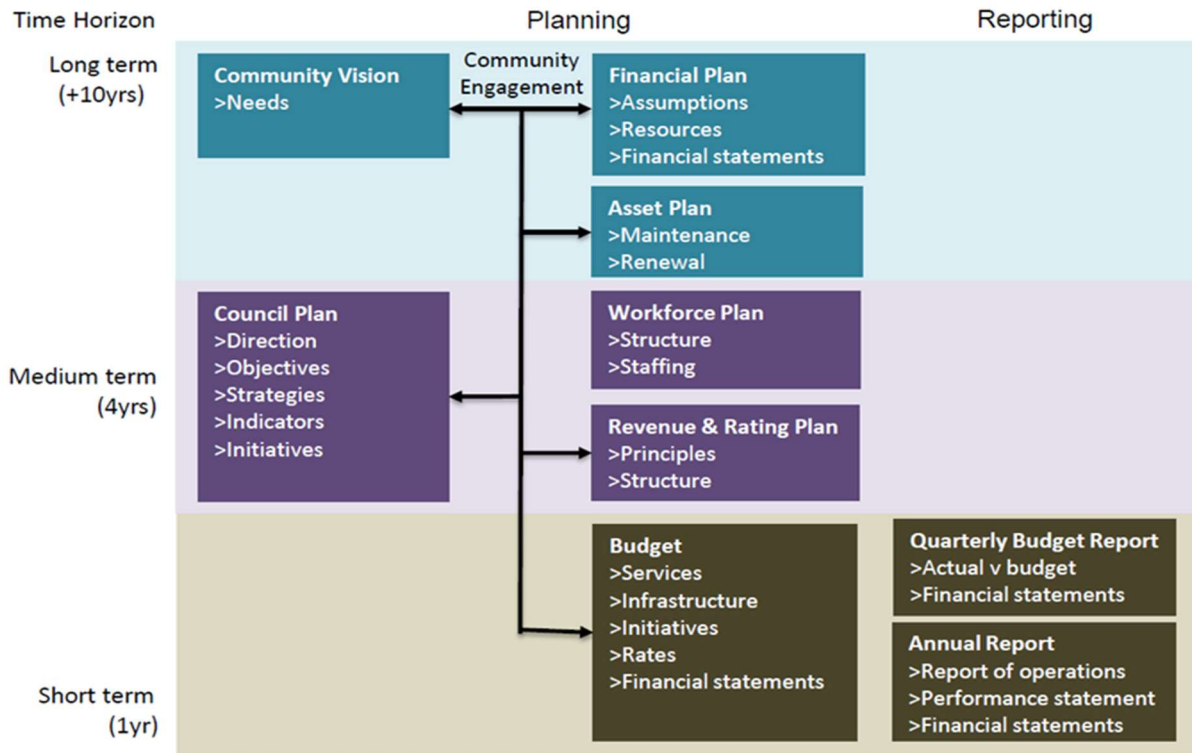 Time Horizon
Planning
Reporting
Long term
(+10yrs)
Community Vision
>Needs
Community
Engagement
Financial Plan
>Assumptions
>Resources
>Financial statements
Asset Plan
>Maintenance
>Renewal
Medium term
(4yrs)
Council Plan
>Direction
>Objectives
>Strategies
>Indicators
>Initiatives
Workforce Plan
>Structure
>Staffing
Revenue & Rating Plan
>Principles
>Structure
Short term
(1yr)
Budget
>Services
>Infrastructure
>Initiatives
>Rates
>Financial statements
Quarterly Budget Report
>Actual v budget
>Financial statements
Annual Report
>Report of operations
>Performance statement
>Financial statements